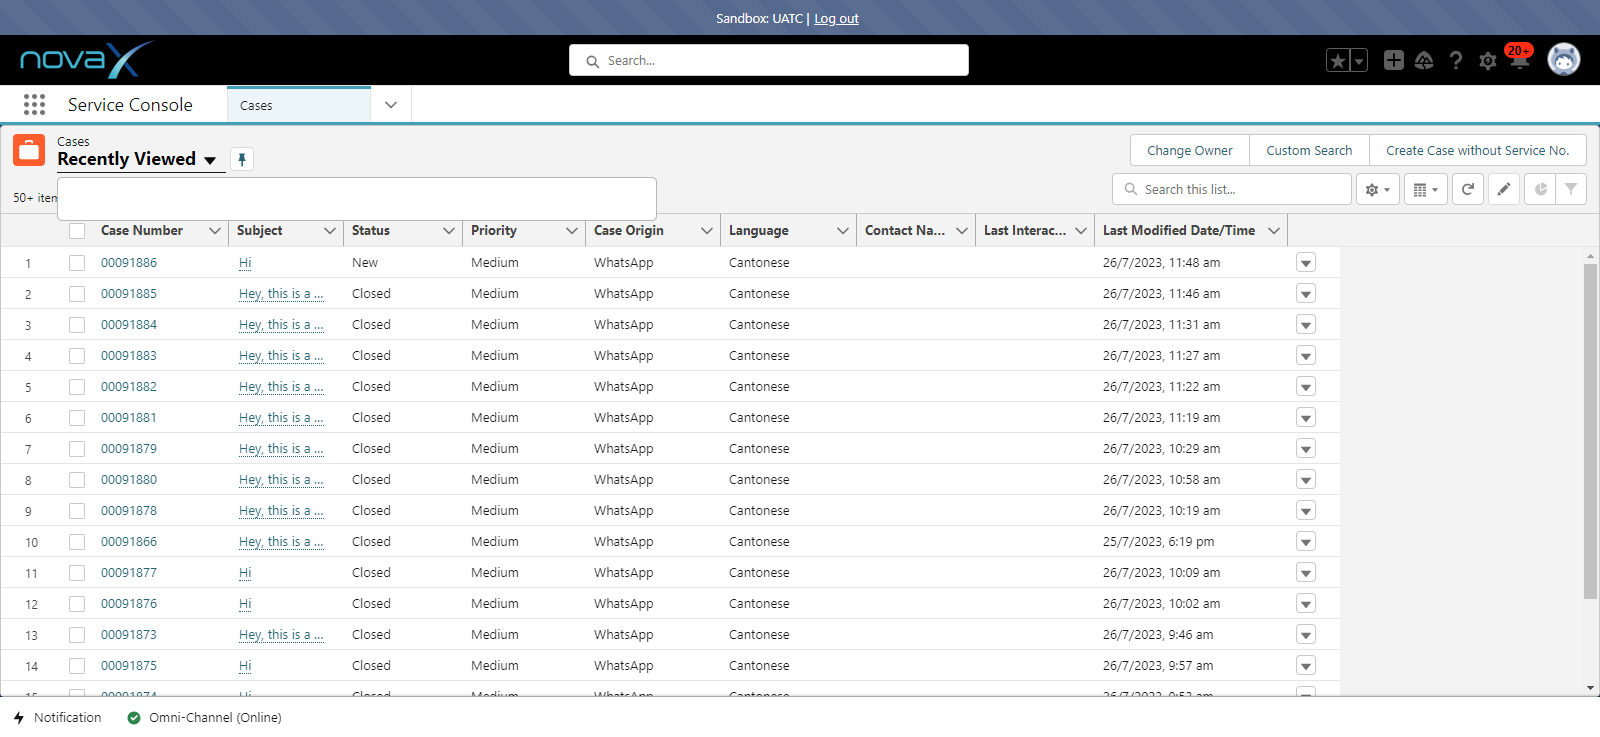 Sandbox: UATC | Log out
novaX
Search...
20+
Service Console
Cases
Cases
Recently Viewed
Change Owner
Custom Search
Create Case without Service No.
50+
Search this list...
Case Number Subject Status Priority Case Origin Language Contact Na... Last Interac... Last Modified Date/Time
1 00091886 Hi New Medium WhatsApp Cantonese 26/7/2023, 11:48 am
2 00091885 Hey, this is a ... Closed Medium WhatsApp Cantonese 26/7/2023, 11:46 am
3 00091884 Hey, this is a ... Closed Medium WhatsApp Cantonese 26/7/2023, 11:31 am
4 00091883 Hey, this is a ... Closed Medium WhatsApp Cantonese 26/7/2023, 11:27 am
5 00091882 Hey, this is a ... Closed Medium WhatsApp Cantonese 26/7/2023, 11:22 am
6 00091881 Hey, this is a ... Closed Medium WhatsApp Cantonese 26/7/2023, 11:19 am
7 00091879 Hey, this is a ... Closed Medium WhatsApp Cantonese 26/7/2023, 10:29 am
8 00091880 Hey, this is a ... Closed Medium WhatsApp Cantonese 26/7/2023, 10:58 am
9 00091878 Hey, this is a ... Closed Medium WhatsApp Cantonese 26/7/2023, 10:19 am
10 00091866 Hey, this is a ... Closed Medium WhatsApp Cantonese 25/7/2023, 6:19 pm
11 00091877 Hi Closed Medium WhatsApp Cantonese 26/7/2023, 10:09 am
12 00091876 Hi Closed Medium WhatsApp Cantonese 26/7/2023, 10:02 am
13 00091873 Hey, this is a ... Closed Medium WhatsApp Cantonese 26/7/2023, 9:46 am
14 00091875 Hi Closed Medium WhatsApp Cantonese 26/7/2023, 9:57 am
Notification
Omni-Channel (Online)